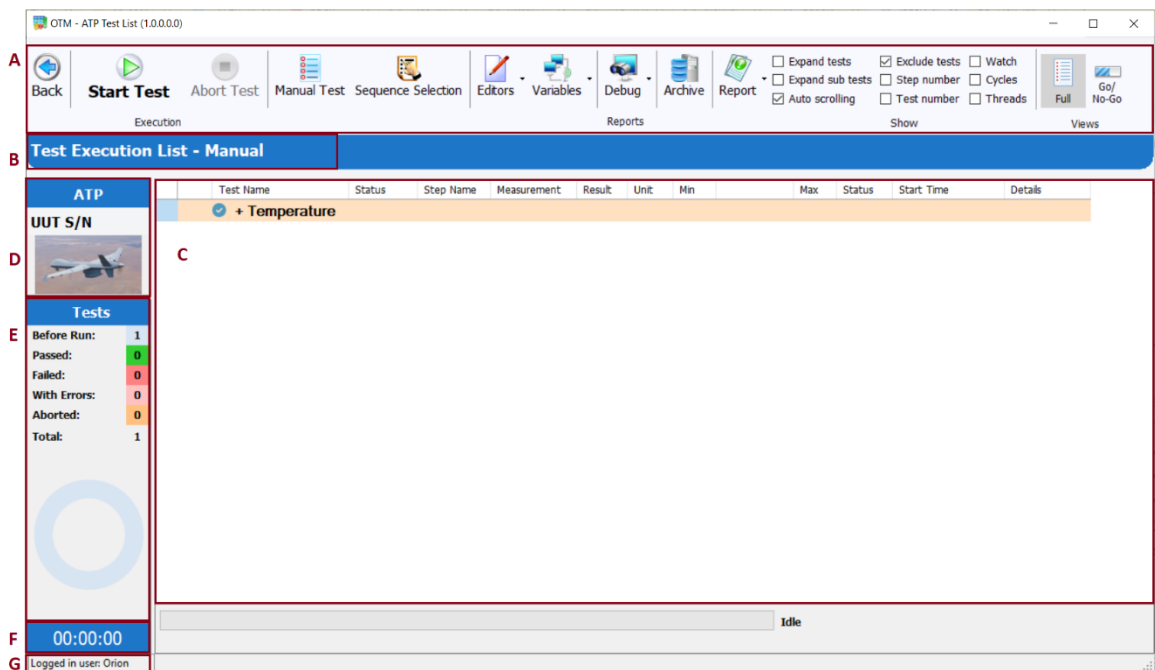 OTM - ATP Test List (1.0.0.0.0)
A
Back
Start Test
Abort Test
Manual Test
Sequence Selection
Editors
Variables
Debug
Archive
Report
Expand tests
Exclude tests
Watch
Expand sub tests
Step number
Cycles
Auto scrolling
Test number
Threads
Full
Go/
No-Go
Execution
Reports
Show
Views
B
Test Execution List - Manual
ATP
Test Name Status Step Name Measurement Result Unit Min Max Status Start Time Details
+ Temperature
UUT S/N
C
D
Tests
E
Before Run: 1
Passed: 0
Failed: 0
With Errors: 0
Aborted: 0
Total: 1
Idle
F
00:00:00
G
Logged in user: Orion